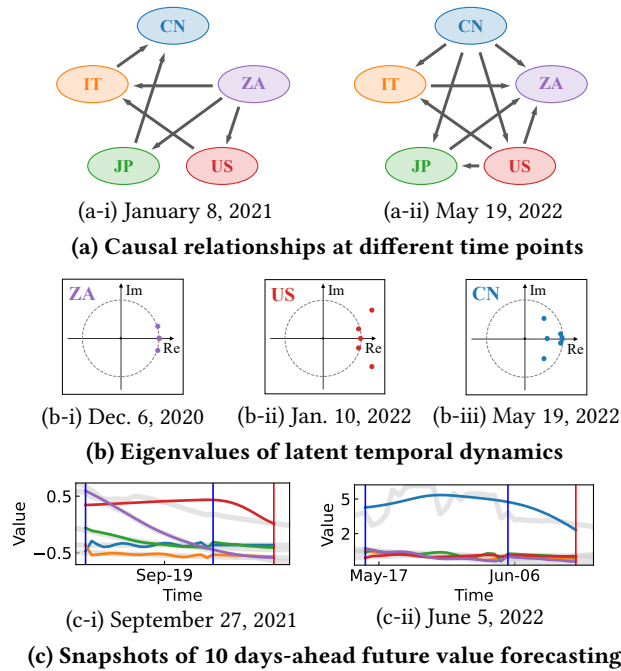 CN
CN
IT
ZA
IT
ZA
JP
US
JP
US
(a-i) January 8, 2021
(a-ii) May 19, 2022
(a) Causal relationships at different time points
ZA
Im
Re
US
Im
Re
CN
Im
Re
(b-i) Dec. 6, 2020
(b-ii) Jan. 10, 2022
(b-iii) May 19, 2022
(b) Eigenvalues of latent temporal dynamics
Value
0.5
−0.5
Sep-19
Time
Value
5
2
May-17
Jun-06
Time
(c-i) September 27, 2021
(c-ii) June 5, 2022
(c) Snapshots of 10 days-ahead future value forecasting